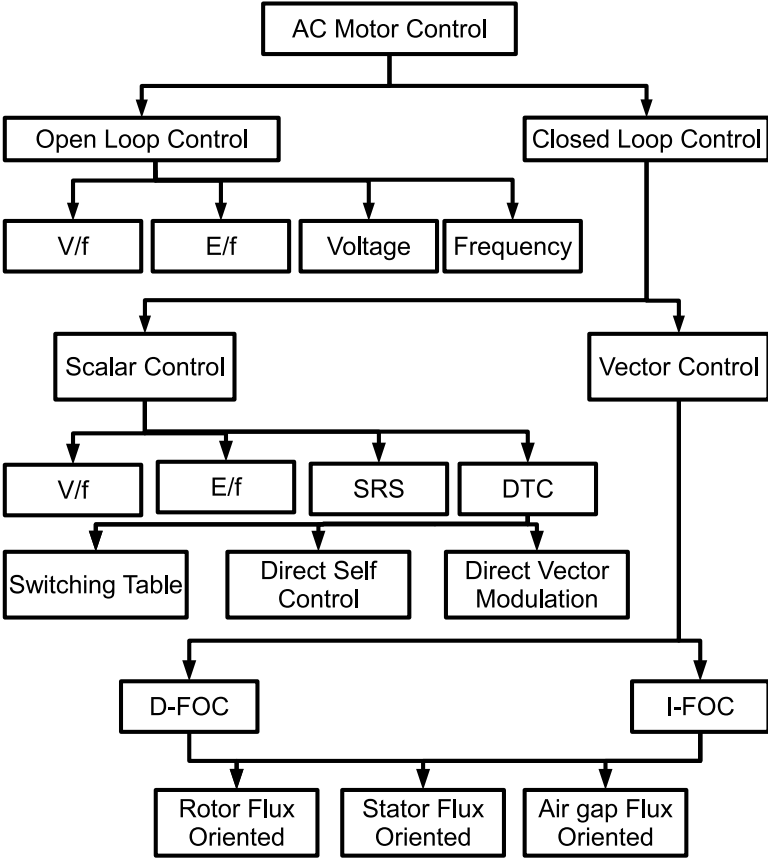 AC Motor Control
Open Loop Control
Closed Loop Control
V/f
E/f
Voltage
Frequency
Scalar Control
Vector Control
V/f
E/f
SRS
DTC
Switching Table
Direct Self
Control
Direct Vector
Modulation
D-FOC
I-FOC
Rotor Flux
Oriented
Stator Flux
Oriented
Air gap Flux
Oriented